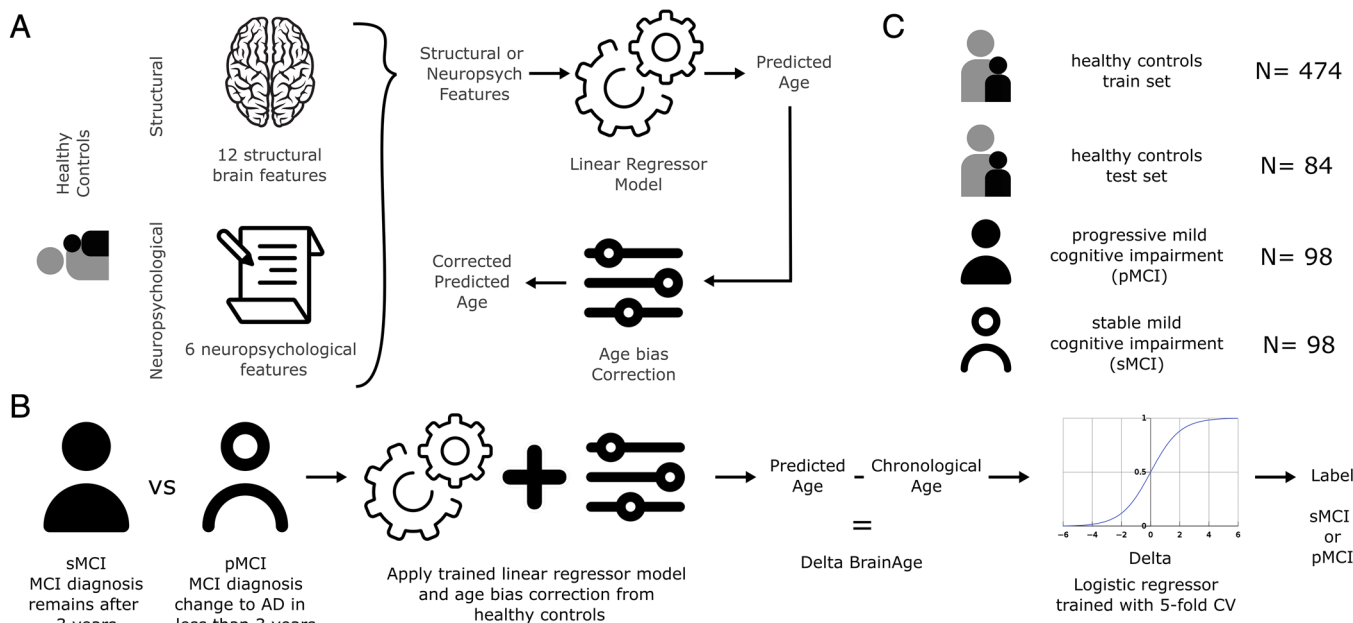 A
Healthy
Controls
Structural
12 structural
brain features
Neuropsychological
6 neuropsychological
features
Structural or
Neuropsych
Features
Linear Regressor
Model
Predicted
Age
Corrected
Predicted
Age
Age bias
Correction
C
healthy controls
train set
N= 474
healthy controls
test set
N= 84
progressive mild
cognitive impairment
(pMCI)
N= 98
stable mild
cognitive impairment
(sMCI)
N= 98
B
sMCI
MCI diagnosis
remains after
vs
pMCI
MCI diagnosis
change to AD in
less than 3 years
Apply trained linear regressor model
and age bias correction from
healthy controls
Predicted
Age
-
Chronological
Age
=
Delta BrainAge
1
0.5
0
−6 −4 −2 0 2 4 6
Delta
Logistic regressor
trained with 5-fold CV
Label
sMCI
or
pMCI